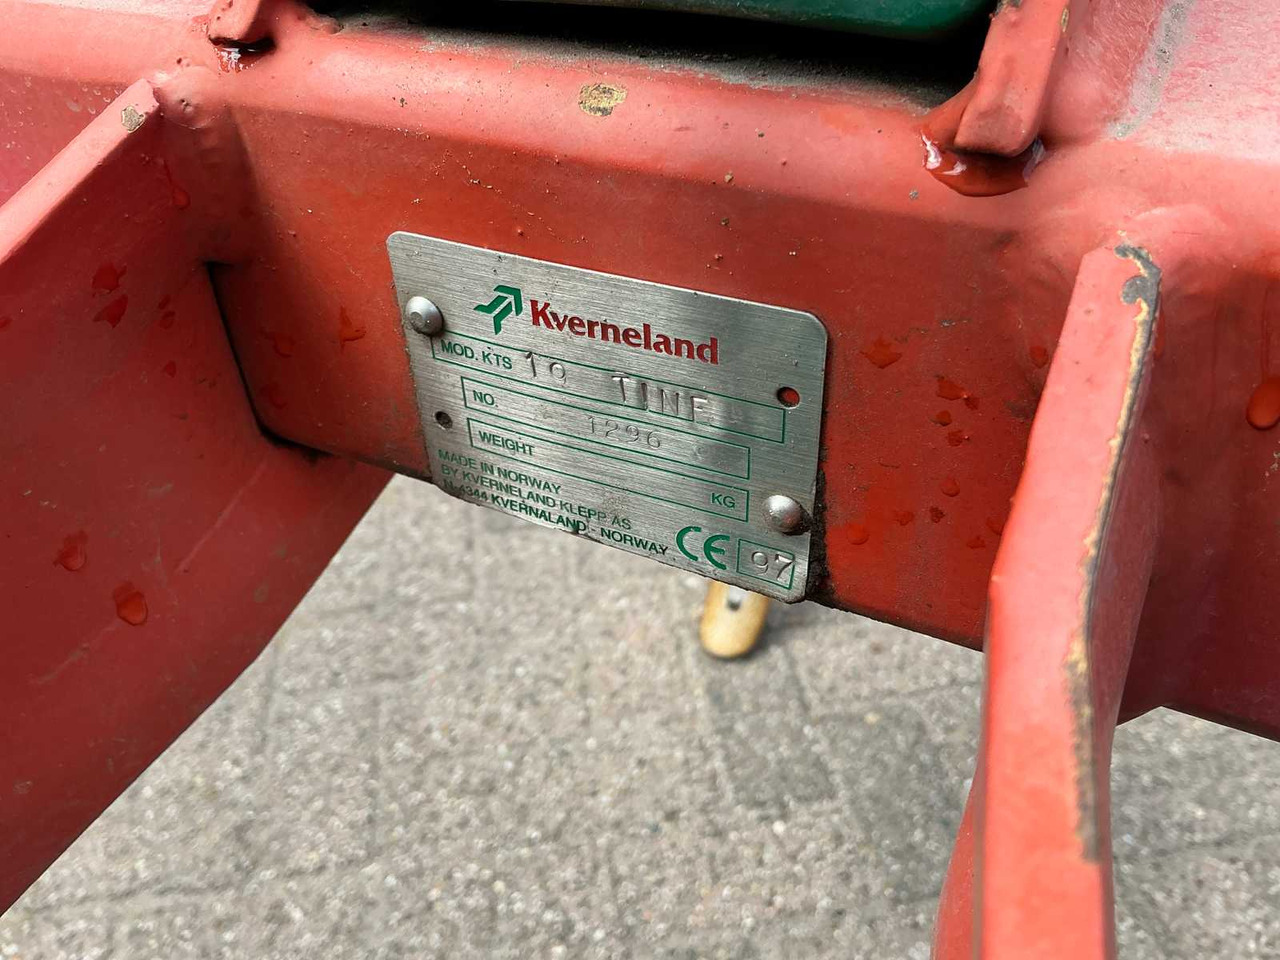 Kverneland
MOD. KTS 10 TINE
NO. 1296
WEIGHT KG
MADE IN NORWAY
BY KVERNELAND KLEPP AS
N-4344 KVERNALAND - NORWAY
CE 97